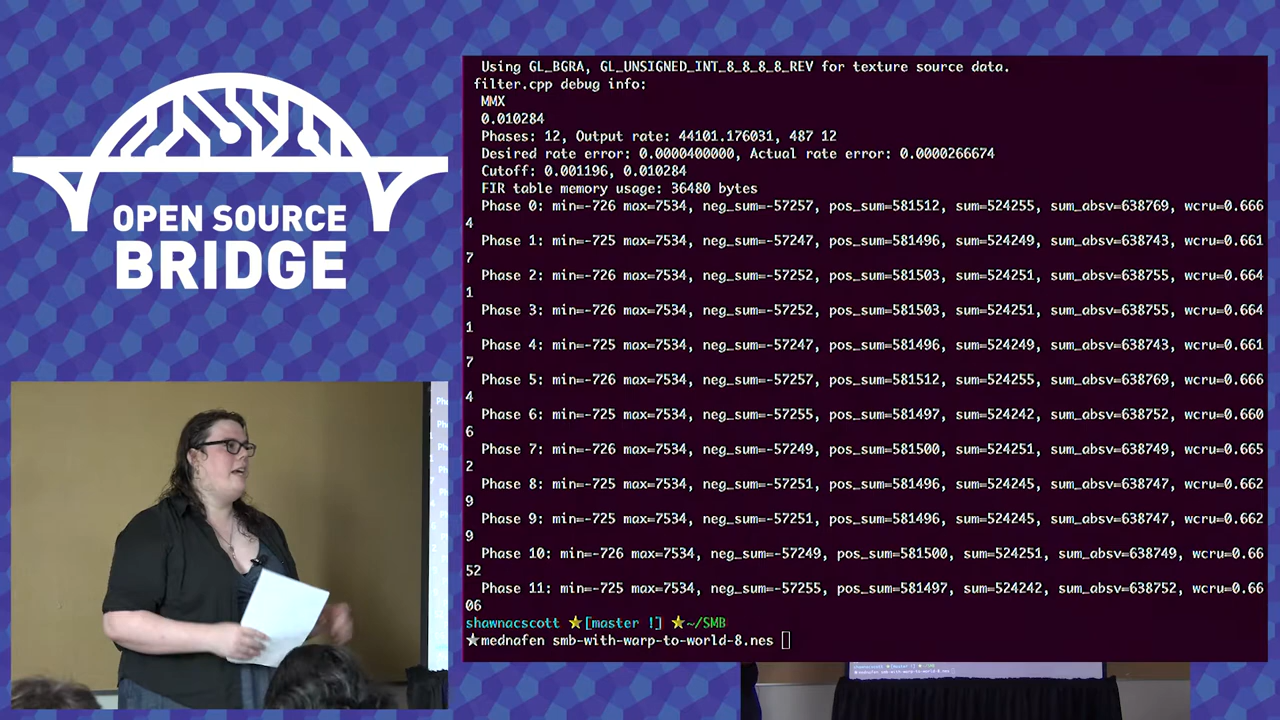 OPEN SOURCE
BRIDGE
Using GL_BGRA, GL_UNSIGNED_INT_8_8_8_8_REV for texture source data.
filter.cpp debug info:
MMX
0.010284
Phases: 12, Output rate: 44101.176031, 487 12
Desired rate error: 0.0000400000, Actual rate error: 0.0000266674
Cutoff: 0.001196, 0.010284
FIR table memory usage: 36480 bytes
Phase 0: min=-726 max=7534, neg_sum=-57257, pos_sum=581512, sum=524255, sum_absv=638769, wcru=0.666
4
Phase 1: min=-725 max=7534, neg_sum=-57247, pos_sum=581496, sum=524249, sum_absv=638743, wcru=0.661
7
Phase 2: min=-726 max=7534, neg_sum=-57252, pos_sum=581503, sum=524251, sum_absv=638755, wcru=0.664
1
Phase 3: min=-726 max=7534, neg_sum=-57252, pos_sum=581503, sum=524251, sum_absv=638755, wcru=0.664
1
Phase 4: min=-725 max=7534, neg_sum=-57247, pos_sum=581496, sum=524249, sum_absv=638743, wcru=0.661
7
Phase 5: min=-726 max=7534, neg_sum=-57257, pos_sum=581512, sum=524255, sum_absv=638769, wcru=0.666
4
Phase 6: min=-725 max=7534, neg_sum=-57255, pos_sum=581497, sum=524242, sum_absv=638752, wcru=0.660
6
Phase 7: min=-725 max=7534, neg_sum=-57249, pos_sum=581500, sum=524251, sum_absv=638749, wcru=0.665
2
Phase 8: min=-725 max=7534, neg_sum=-57251, pos_sum=581496, sum=524245, sum_absv=638747, wcru=0.662
9
Phase 9: min=-725 max=7534, neg_sum=-57251, pos_sum=581496, sum=524245, sum_absv=638747, wcru=0.662
9
Phase 10: min=-726 max=7534, neg_sum=-57249, pos_sum=581500, sum=524251, sum_absv=638749, wcru=0.66
52
Phase 11: min=-725 max=7534, neg_sum=-57255, pos_sum=581497, sum=524242, sum_absv=638752, wcru=0.66
06
shawnacscott ★[master !] ★~/SMB
★mednafen smb-with-warp-to-world-8.nes